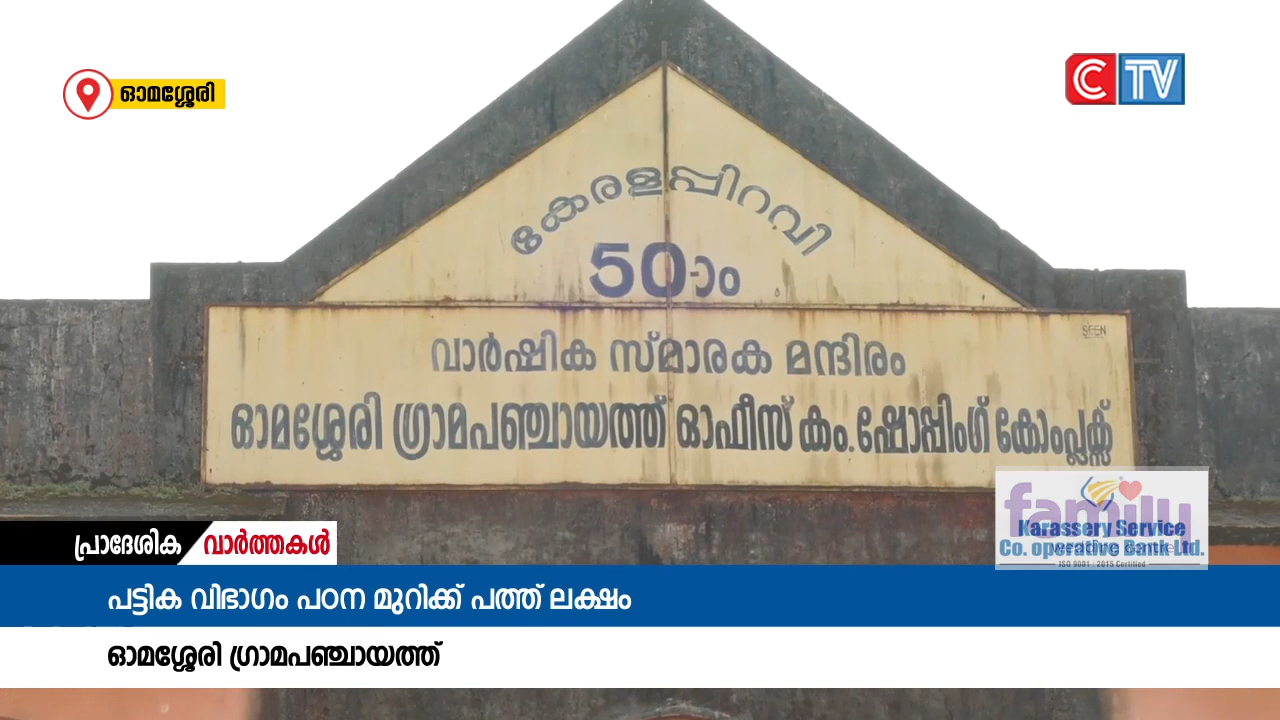 ഓമശ്ശേരി
CTV
കേരളപ്പിറവി
50-ാം
SEEN
വാർഷിക സ്മാരക മന്ദിരം
ഓമശ്ശേരി ഗ്രാമപഞ്ചായത്ത് ഓഫീസ് കം.ഷോപ്പിംഗ് കോംപ്ലക്സ്
family
Karassery Service
Co. operative Bank Ltd.
ISO 9001 : 2015 Certified
പ്രാദേശിക വാർത്തകൾ
പട്ടിക വിഭാഗം പഠന മുറിക്ക് പത്ത് ലക്ഷം
ഓമശ്ശേരി ഗ്രാമപഞ്ചായത്ത്